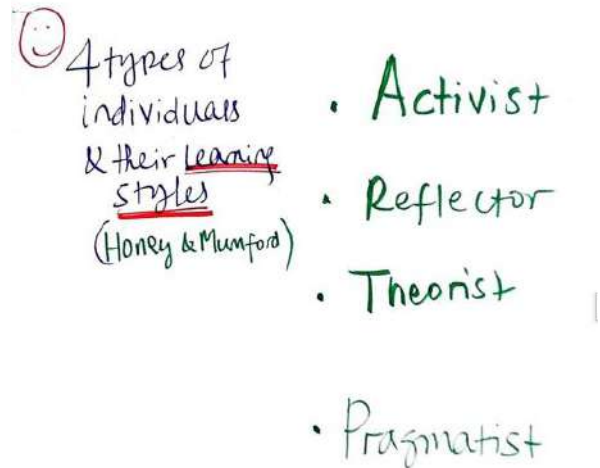 4 types of
individuals
& their Learning
styles
(Honey & Mumford)
• Activist
• Reflector
• Theorist
• Pragmatist